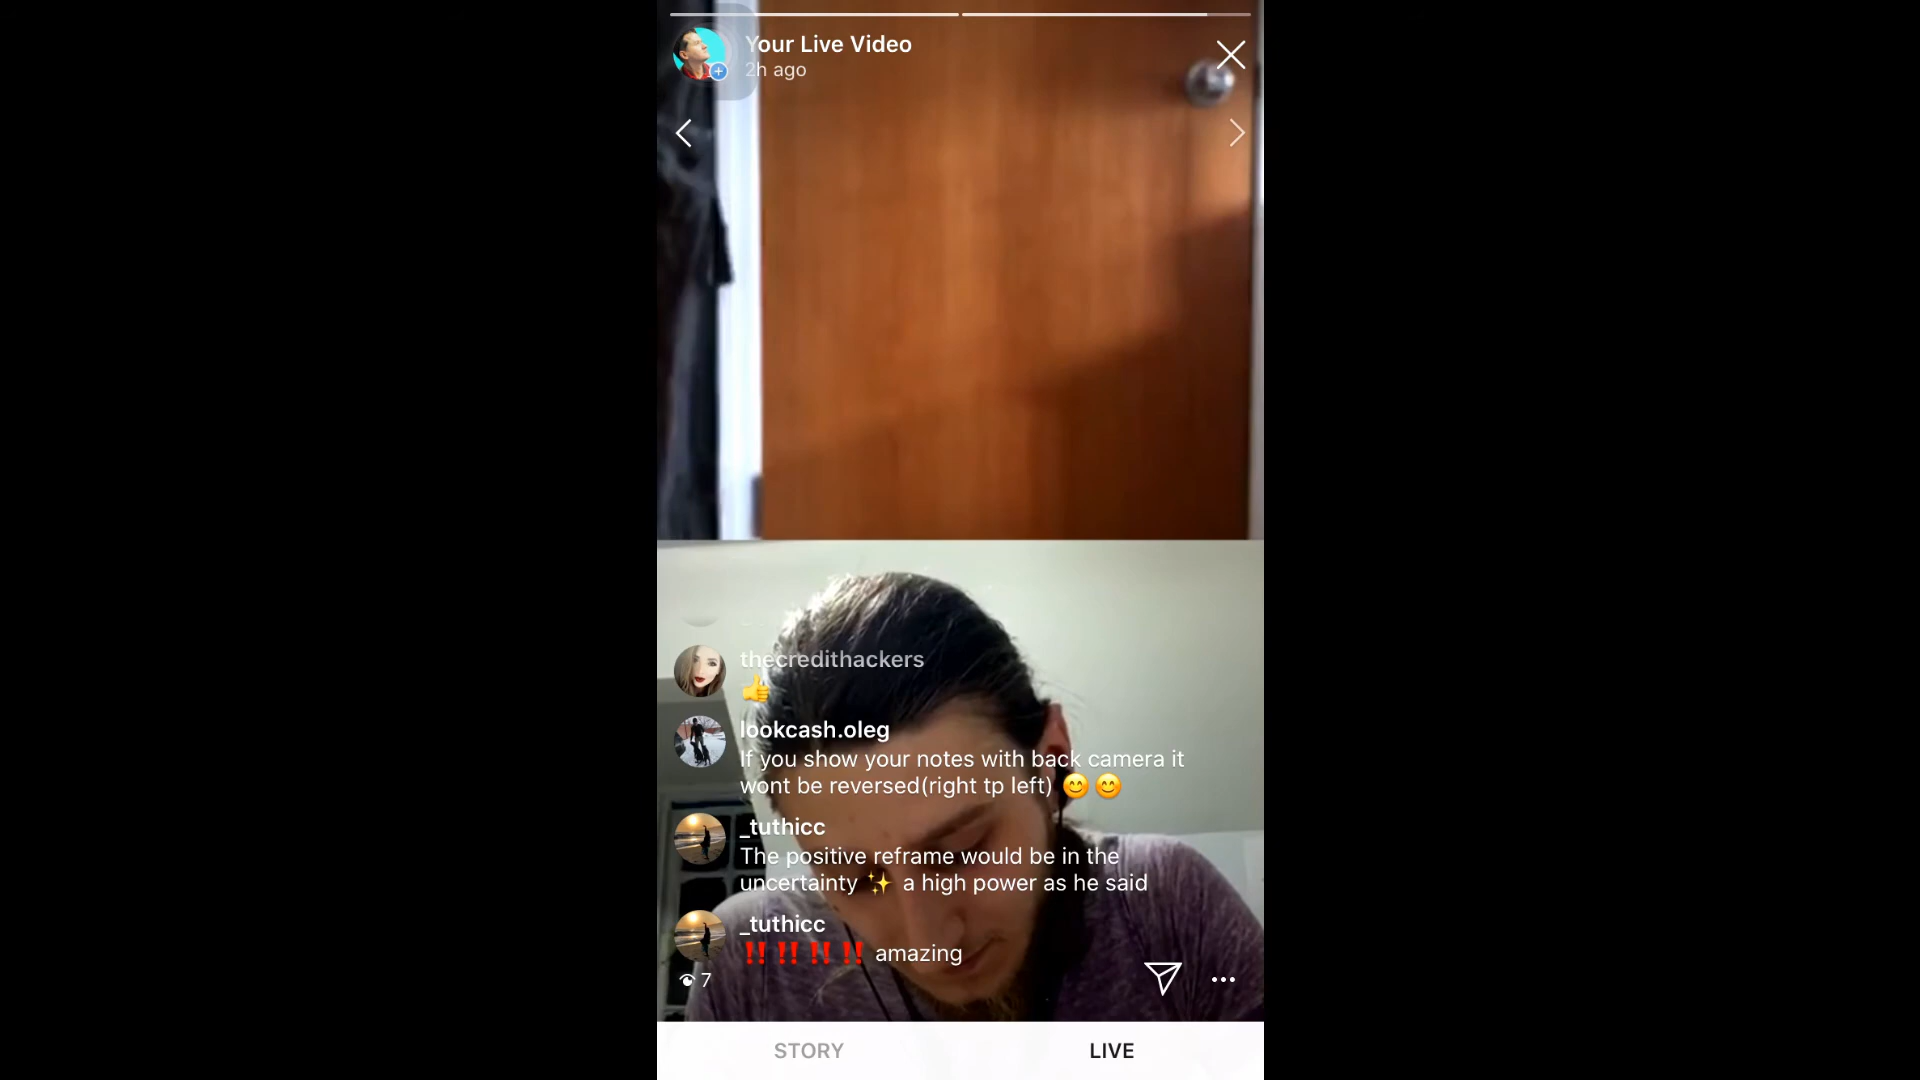 Your Live Video
2h ago
thecredithackers
👍
lookcash.oleg
If you show your notes with back camera it
wont be reversed(right tp left) 😊 😊
_tuthicc
The positive reframe would be in the
uncertainty ✨ a high power as he said
_tuthicc
‼️ ‼️ ‼️ ‼️ amazing
7
STORY
LIVE